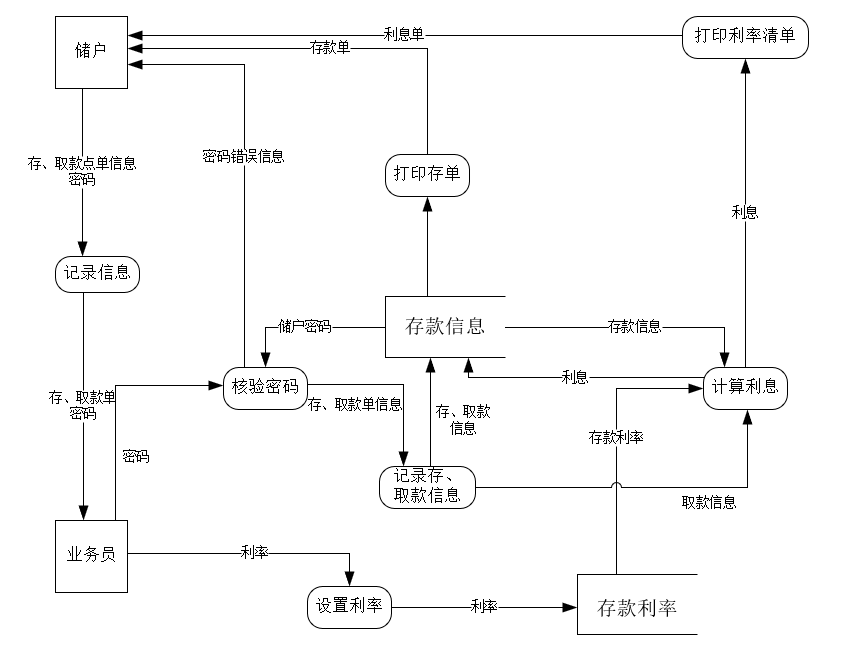 利息单
打印利率清单
储户
存款单
密码错误信息
存、取款点单信息
密码
打印存单
利息
记录信息
储户密码
存款信息
存款信息
核验密码
利息
计算利息
存、取款单
密码
存、取款单信息
存、取款
信息
存款利率
密码
记录存、
取款信息
取款信息
业务员
利率
设置利率
利率
存款利率